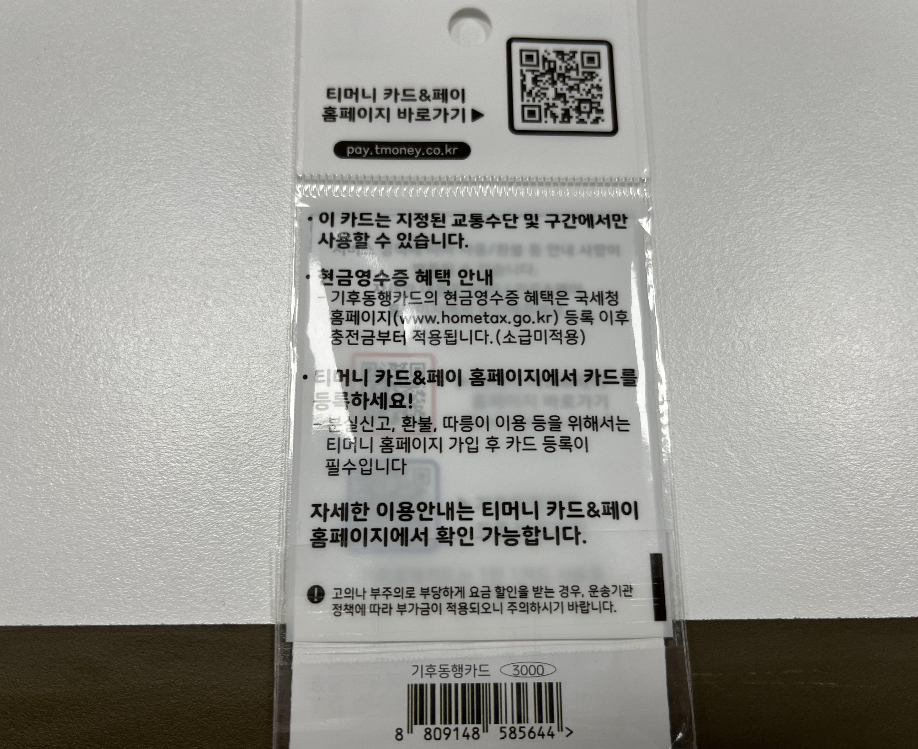 티머니 카드&페이
홈페이지 바로가기 ▶
pay.tmoney.co.kr
• 이 카드는 지정된 교통수단 및 구간에서만
사용할 수 있습니다.
• 현금영수증 혜택 안내
- 기후동행카드의 현금영수증 혜택은 국세청
홈페이지(www.hometax.go.kr) 등록 이후
충전금부터 적용됩니다.(소급미적용)
• 티머니 카드&페이 홈페이지에서 카드를
등록하세요!
- 분실신고, 환불, 따릉이 이용 등을 위해서는
티머니 홈페이지 가입 후 카드 등록이
필수입니다
자세한 이용안내는 티머니 카드&페이
홈페이지에서 확인 가능합니다.
고의나 부주의로 부당하게 요금 할인을 받는 경우, 운송기관
정책에 따라 부가금이 적용되오니 주의하시기 바랍니다.
기후동행카드 3000
8 809148 585644 >